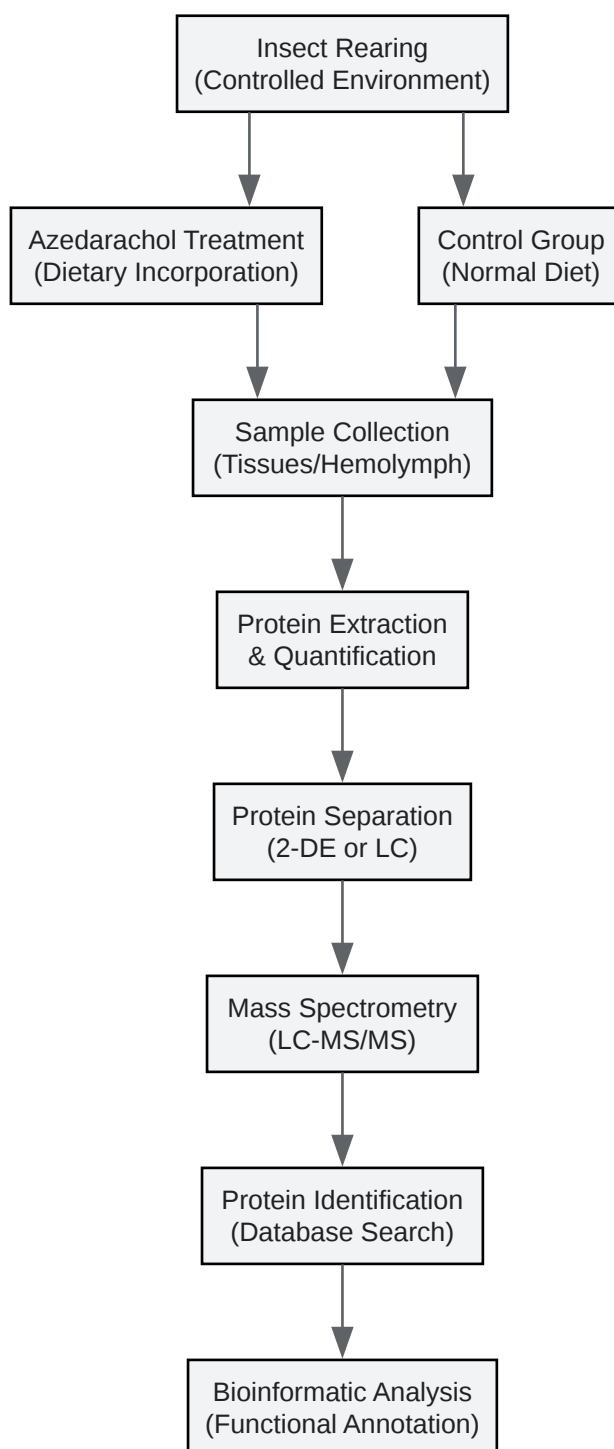 Insect Rearing
(Controlled Environment)
Azedarachol Treatment
(Dietary Incorporation)
Control Group
(Normal Diet)
Sample Collection
(Tissues/Hemolymph)
Protein Extraction
& Quantification
Protein Separation
(2-DE or LC)
Mass Spectrometry
(LC-MS/MS)
Protein Identification
(Database Search)
Bioinformatic Analysis
(Functional Annotation)